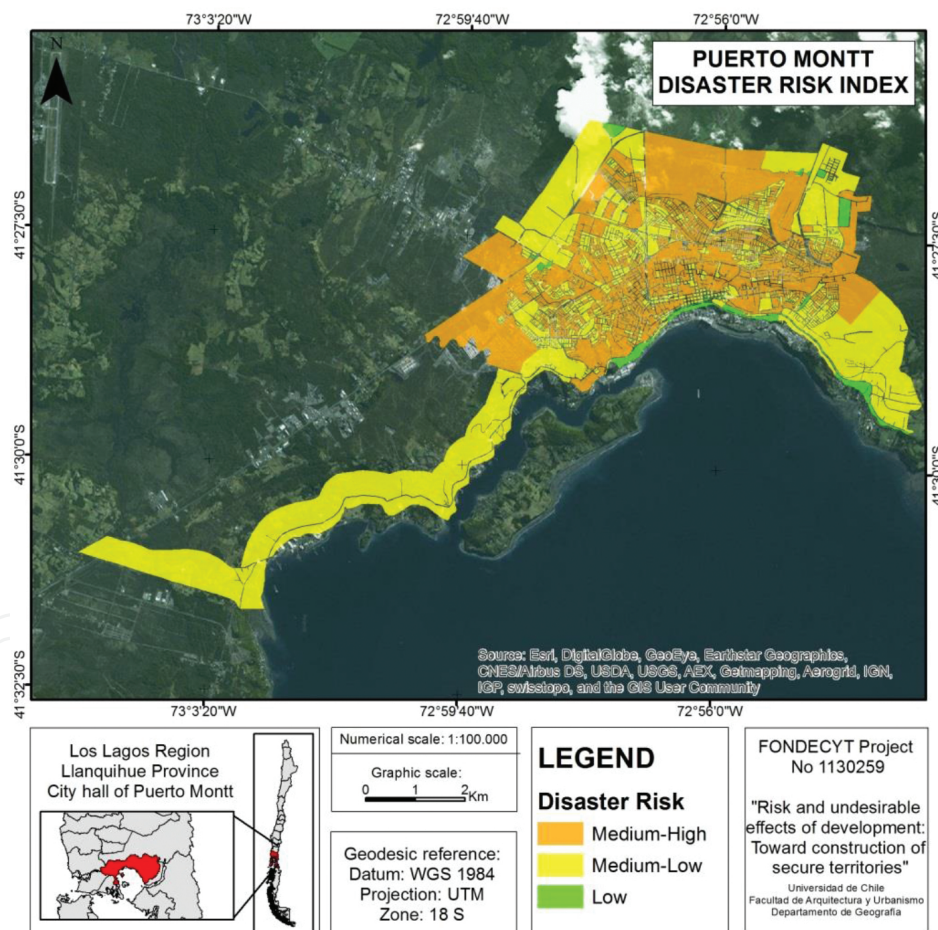 73°3'20"W
72°59'40"W
72°56'0"W
N
PUERTO MONTT
DISASTER RISK INDEX
41°27'30"S
41°27'30"S
41°30'0"S
41°30'0"S
41°32'30"S
Source: Esri, DigitalGlobe, GeoEye, Earthstar Geographics,
CNES/Airbus DS, USDA, USGS, AEX, Getmapping, Aerogrid, IGN,
IGP, swisstopo, and the GIS User Community
73°3'20"W
72°59'40"W
72°56'0"W
Los Lagos Region
Llanquihue Province
City hall of Puerto Montt
Numerical scale: 1:100.000
Graphic scale:
0 1 2 Km
Geodesic reference:
Datum: WGS 1984
Projection: UTM
Zone: 18 S
LEGEND
Disaster Risk
Medium-High
Medium-Low
Low
FONDECYT Project
No 1130259
"Risk and undesirable
effects of development:
Toward construction of
secure territories"
Universidad de Chile
Facultad de Arquitectura y Urbanismo
Departamento de Geografía